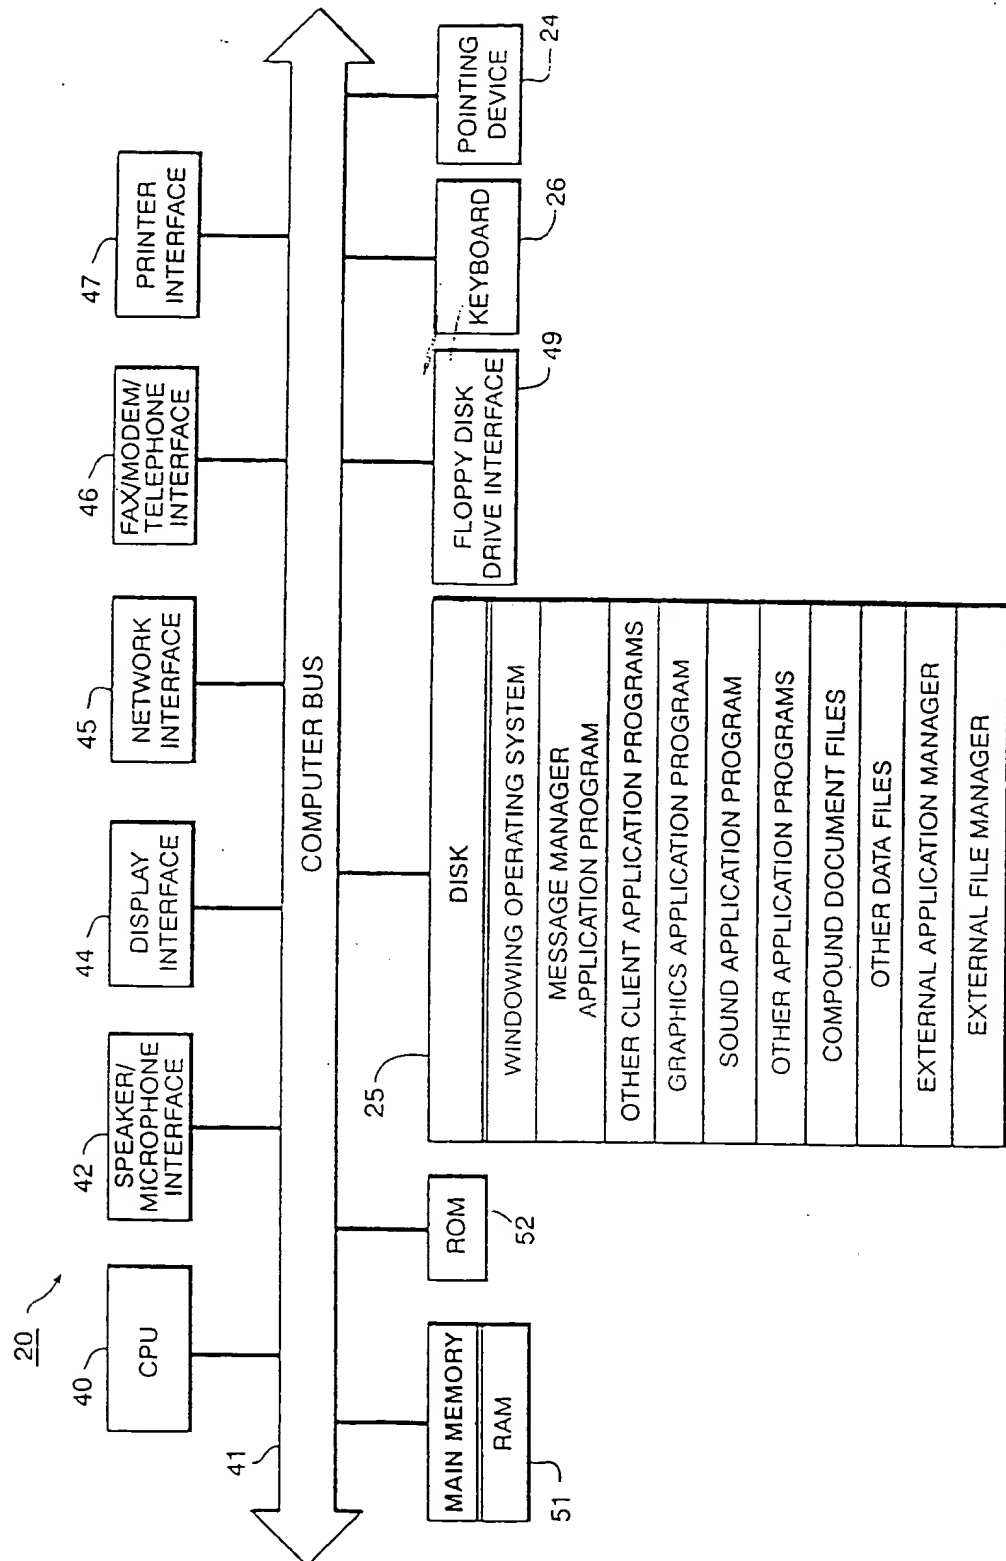 20
40
CPU
42
SPEAKER/
MICROPHONE
INTERFACE
44
DISPLAY
INTERFACE
45
NETWORK
INTERFACE
46
FAX/MODEM/
TELEPHONE
INTERFACE
47
PRINTER
INTERFACE
41
COMPUTER BUS
MAIN MEMORY
RAM
51
ROM
52
25
DISK
WINDOWING OPERATING SYSTEM
MESSAGE MANAGER
APPLICATION PROGRAM
OTHER CLIENT APPLICATION PROGRAMS
GRAPHICS APPLICATION PROGRAM
SOUND APPLICATION PROGRAM
OTHER APPLICATION PROGRAMS
COMPOUND DOCUMENT FILES
OTHER DATA FILES
EXTERNAL APPLICATION MANAGER
EXTERNAL FILE MANAGER
FLOPPY DISK
DRIVE INTERFACE
49
KEYBOARD
26
POINTING
DEVICE
24